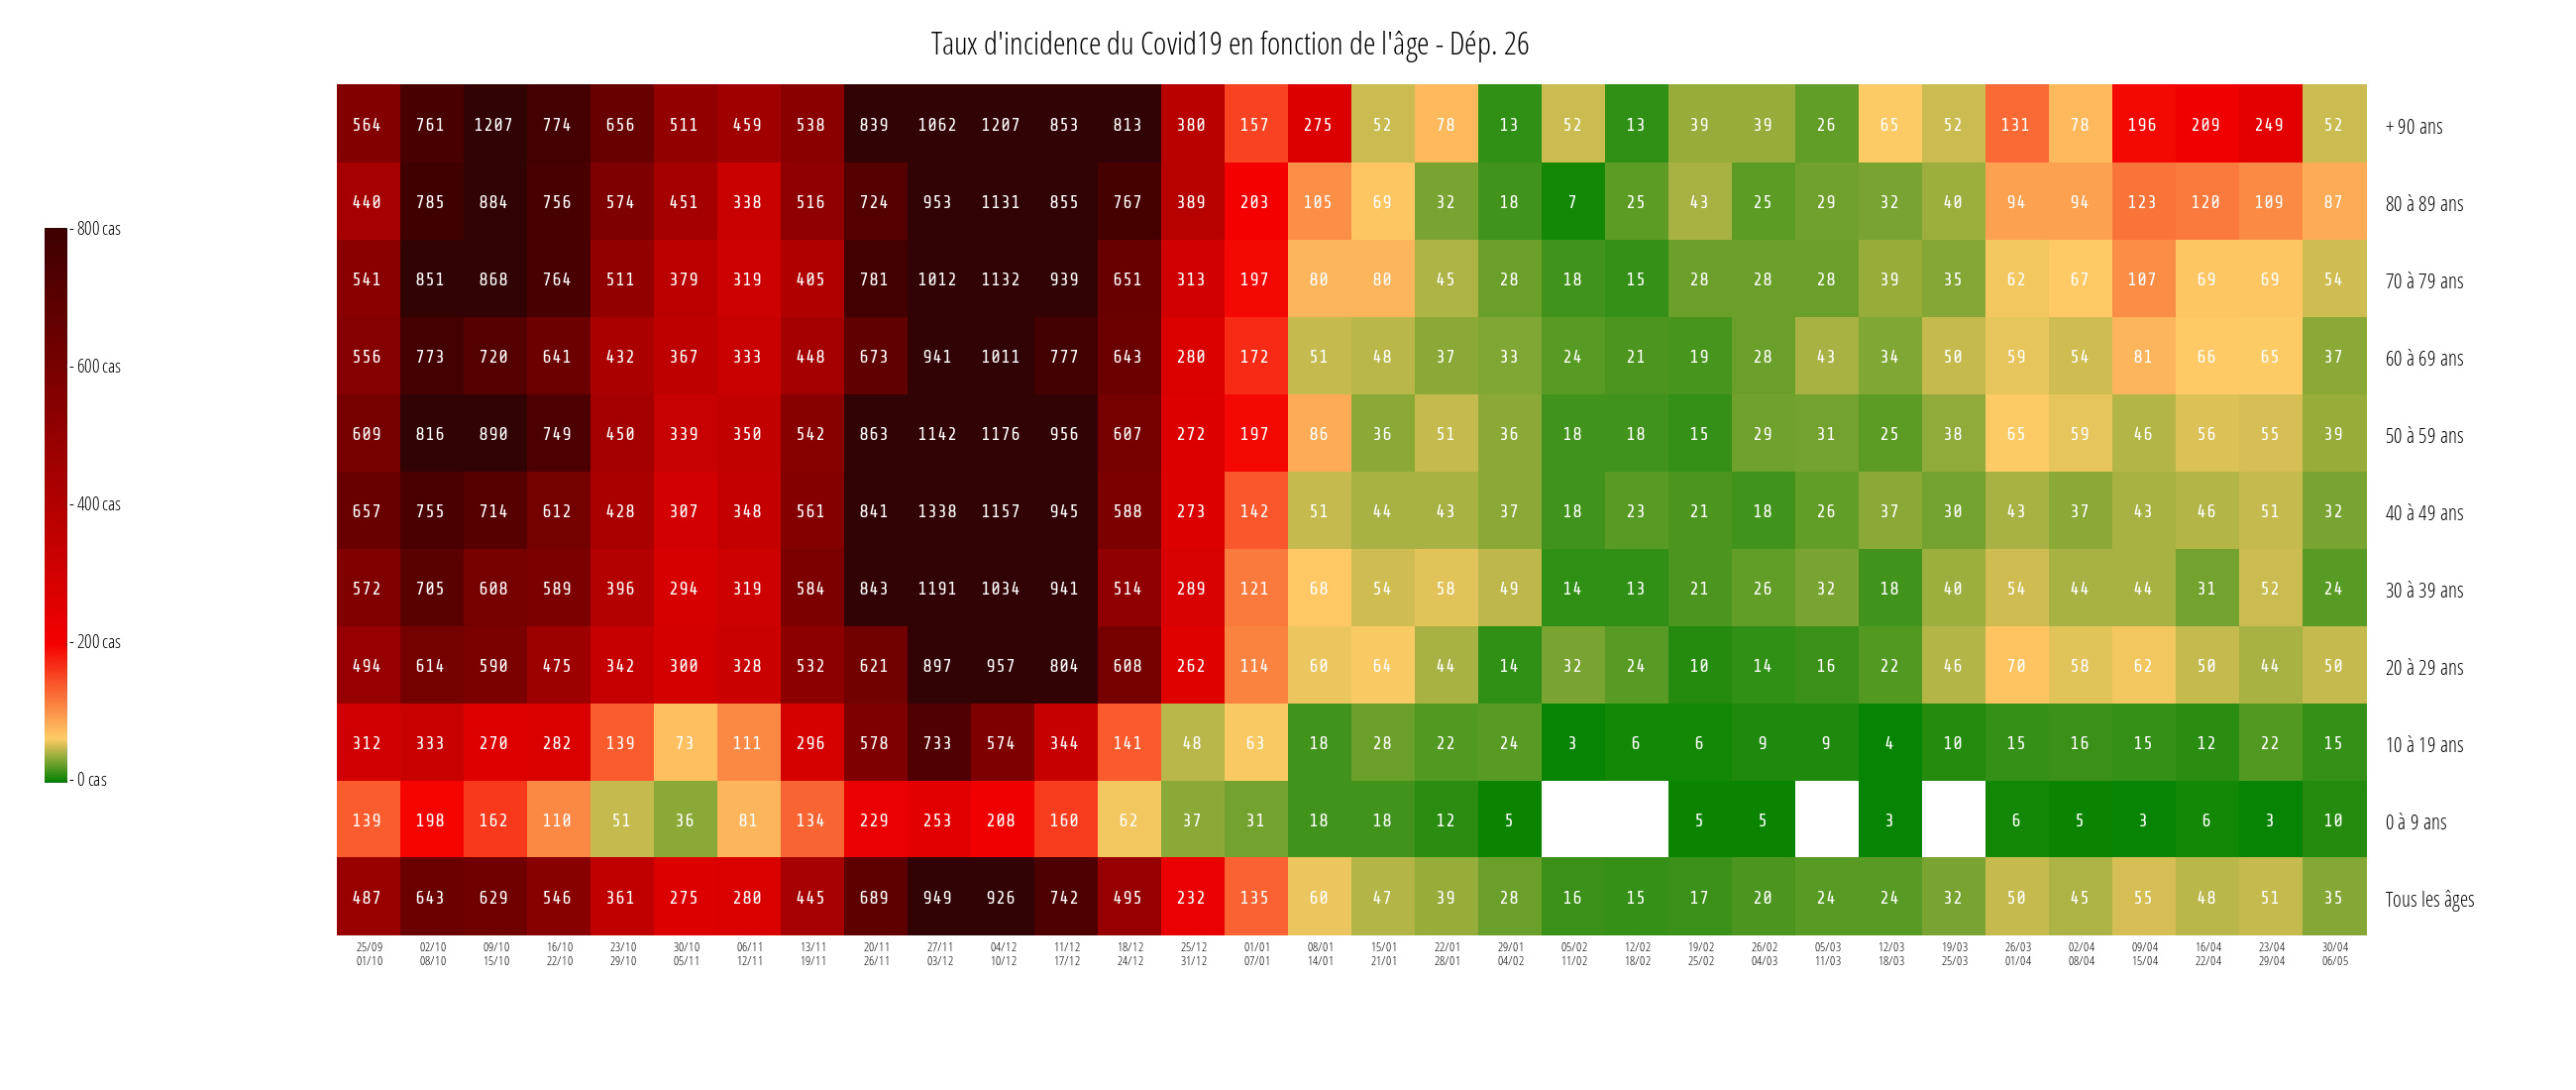 Taux d'incidence du Covid19 en fonction de l'âge - Dép. 26
564 761 1207 774 656 511 459 538 839 1062 1207 853 813 380 157 275 52 78 13 52 13 39 39 26 65 52 131 78 196 209 249 52 + 90 ans
440 785 884 756 574 451 338 516 724 953 1131 855 767 389 203 105 69 32 18 7 25 43 25 29 32 40 94 94 123 120 109 87 80 à 89 ans
- 800 cas
541 851 868 764 511 379 319 405 781 1012 1132 939 651 313 197 80 80 45 28 18 15 28 28 28 39 35 62 67 107 69 69 54 70 à 79 ans
556 773 720 641 432 367 333 448 673 941 1011 777 643 280 172 51 48 37 33 24 21 19 28 43 34 50 59 54 81 66 65 37 60 à 69 ans
- 600 cas
609 816 890 749 450 339 350 542 863 1142 1176 956 607 272 197 86 36 51 36 18 18 15 29 31 25 38 65 59 46 56 55 39 50 à 59 ans
- 400 cas
657 755 714 612 428 307 348 561 841 1338 1157 945 588 273 142 51 44 43 37 18 23 21 18 26 37 30 43 37 43 46 51 32 40 à 49 ans
572 705 608 589 396 294 319 584 843 1191 1034 941 514 289 121 68 54 58 49 14 13 21 26 32 18 40 54 44 44 31 52 24 30 à 39 ans
- 200 cas
494 614 590 475 342 300 328 532 621 897 957 804 608 262 114 60 64 44 14 32 24 10 14 16 22 46 70 58 62 50 44 50 20 à 29 ans
312 333 270 282 139 73 111 296 578 733 574 344 141 48 63 18 28 22 24 3 6 6 9 9 4 10 15 16 15 12 22 15 10 à 19 ans
- 0 cas
139 198 162 110 51 36 81 134 229 253 208 160 62 37 31 18 18 12 5 5 5 3 6 5 3 6 3 10 0 à 9 ans
487 643 629 546 361 275 280 445 689 949 926 742 495 232 135 60 47 39 28 16 15 17 20 24 24 32 50 45 55 48 51 35 Tous les âges
25/09 02/10 09/10 16/10 23/10 30/10 06/11 13/11 20/11 27/11 04/12 11/12 18/12 25/12 01/01 08/01 15/01 22/01 29/01 05/02 12/02 19/02 26/02 05/03 12/03 19/03 26/03 02/04 09/04 16/04 23/04 30/04
01/10 08/10 15/10 22/10 29/10 05/11 12/11 19/11 26/11 03/12 10/12 17/12 24/12 31/12 07/01 14/01 21/01 28/01 04/02 11/02 18/02 25/02 04/03 11/03 18/03 25/03 01/04 08/04 15/04 22/04 29/04 06/05